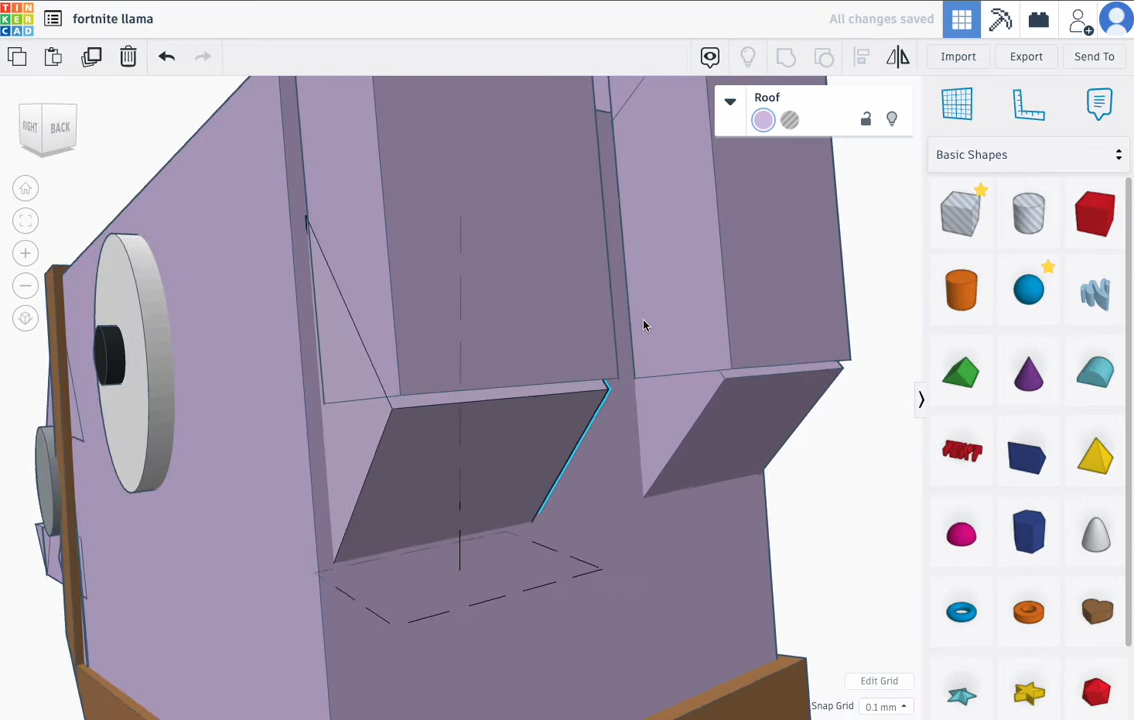 TIN
KER
CAD
fortnite llama
All changes saved
Import
Export
Send To
RIGHT
BACK
Roof
Basic Shapes
TEXT
Edit Grid
Snap Grid
0.1 mm